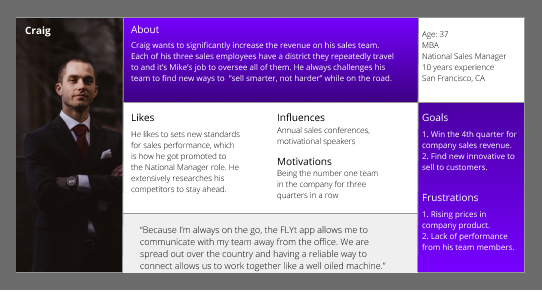 Craig
About
Craig wants to significantly increase the revenue on his sales team.
Each of his three sales employees have a district they repeatedly travel
to and it's Mike's job to oversee all of them. He always challenges his
team to find new ways to "sell smarter, not harder" while on the road.
Age: 37
MBA
National Sales Manager
10 years experience
San Francisco, CA
Likes
He likes to sets new standards
for sales performance, which
is how he got promoted to
the National Manager role. He
extensively researches his
competitors to stay ahead.
Influences
Annual sales conferences,
motivational speakers
Motivations
Being the number one team
in the company for three
quarters in a row
Goals
1. Win the 4th quarter for
company sales revenue.
2. Find new innovative to
sell to customers.
Frustrations
1. Rising prices in
company product.
2. Lack of performance
from his team members.
"Because I'm always on the go, the FLYt app allows me to
communicate with my team away from the office. We are
spread out over the country and having a reliable way to
connect allows us to work together like a well oiled machine."